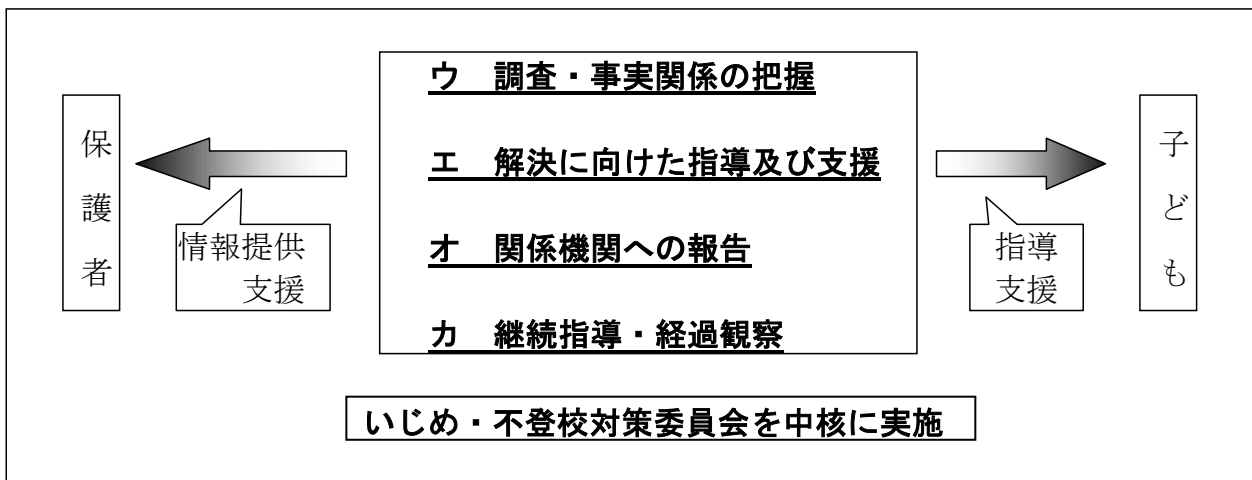 保護者
情報提供
支援
ウ 調査・事実関係の把握
エ 解決に向けた指導及び支援
オ 関係機関への報告
カ 継続指導・経過観察
指導
支援
子ども
いじめ・不登校対策委員会を中核に実施